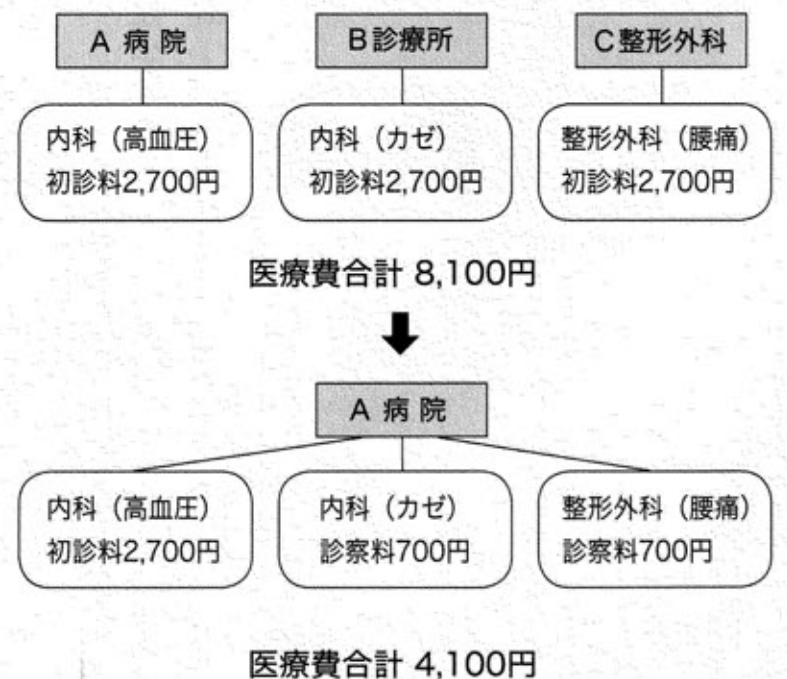 A 病院
B診療所
C整形外科
内科（高血圧）
初診料2,700円
内科（カゼ）
初診料2,700円
整形外科（腰痛）
初診料2,700円
医療費合計 8,100円
A 病院
内科（高血圧）
初診料2,700円
内科（カゼ）
診察料700円
整形外科（腰痛）
診察料700円
医療費合計 4,100円